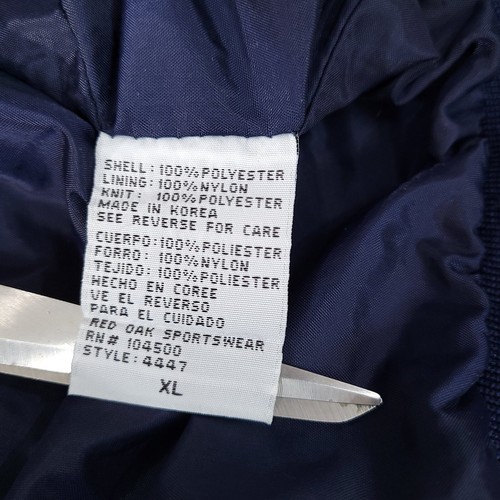 SHELL: 100% POLYESTER
LINING: 100% NYLON
KNIT: 100% POLYESTER
MADE IN KOREA
SEE REVERSE FOR CARE
CUERPO: 100% POLIESTER
FORRO: 100% NYLON
TEJIDO: 100% POLIESTER
HECHO EN COREE
VE EL REVERSO
PARA EL CUIDADO
RED OAK SPORTSWEAR
RN# 104500
STYLE: 4447
XL